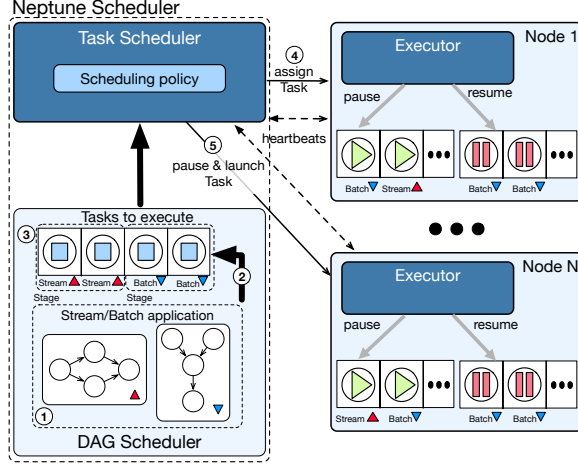 Neptune Scheduler
Task Scheduler
Scheduling policy
4
assign
Task
heartbeats
5
pause & launch
Task
Tasks to execute
3
Stream
Stream
Batch
Batch
Stage
Stage
2
Stream/Batch application
1
DAG Scheduler
Node 1
Executor
pause
resume
Batch
Stream
Batch
Batch
Node N
Executor
pause
resume
Stream
Batch
Batch
Batch